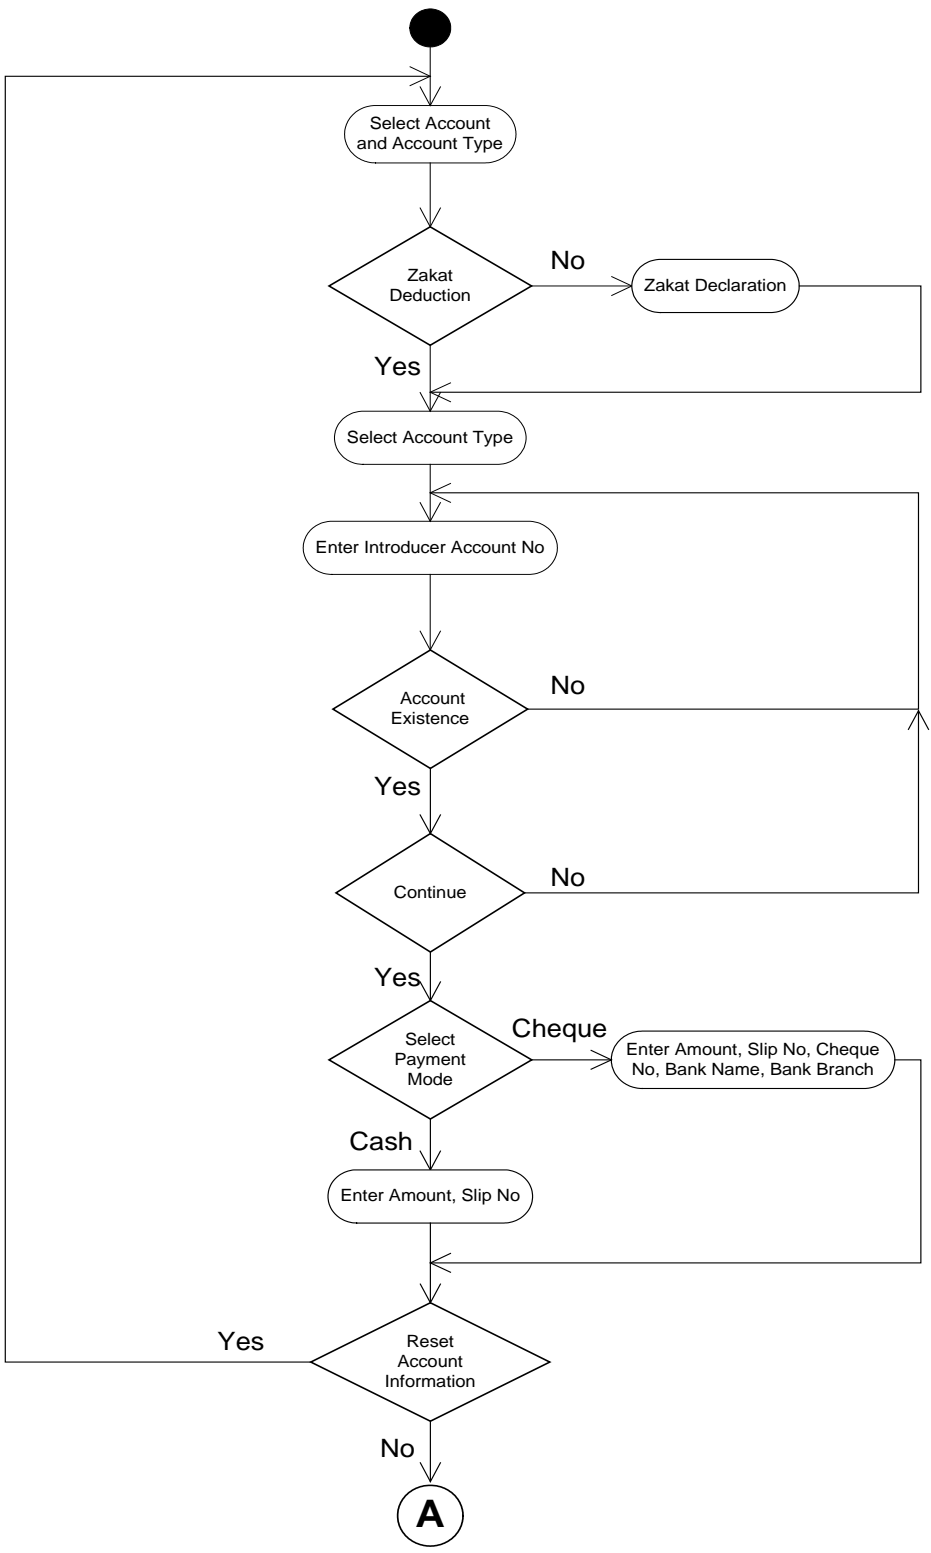 Select Account
and Account Type
Zakat
Deduction
No
Zakat Declaration
Yes
Select Account Type
Enter Introducer Account No
Account
Existence
No
Yes
Continue
No
Yes
Select
Payment
Mode
Cheque
Enter Amount, Slip No, Cheque
No, Bank Name, Bank Branch
Cash
Enter Amount, Slip No
Yes
Reset
Account
Information
No
A